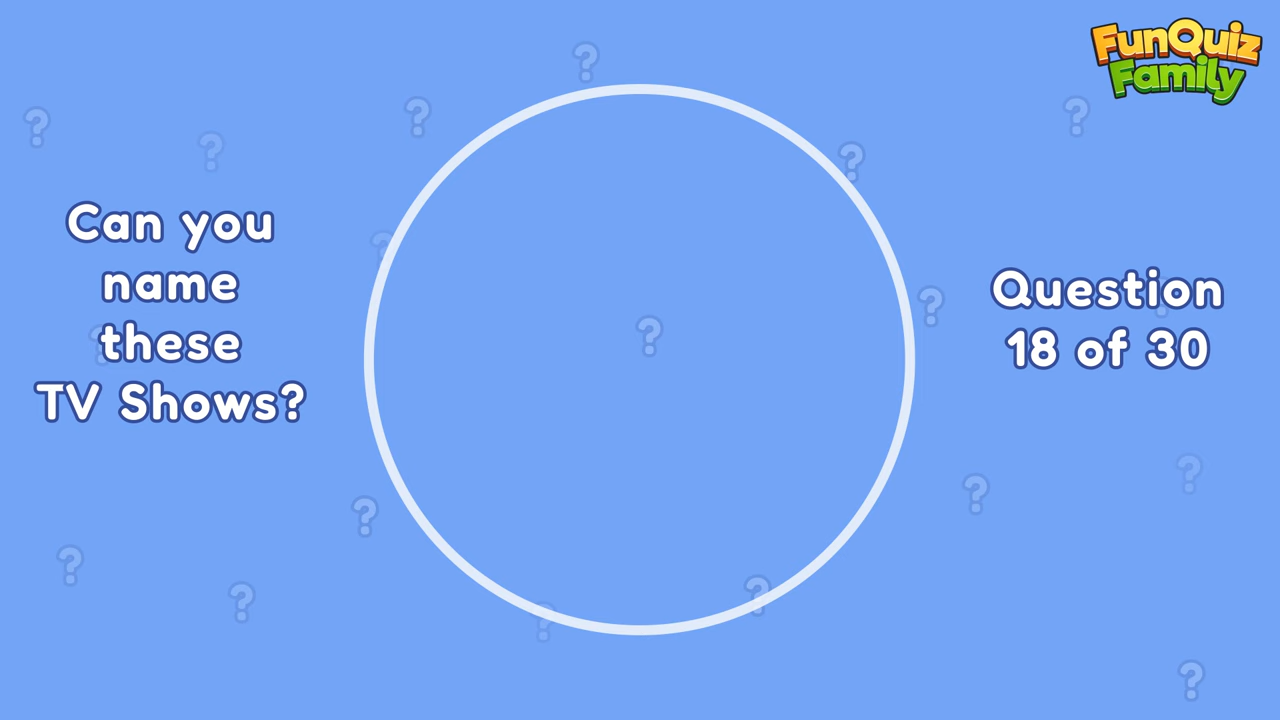 FunQuiz
Family
Can you
name
these
TV Shows?
Question
18 of 30